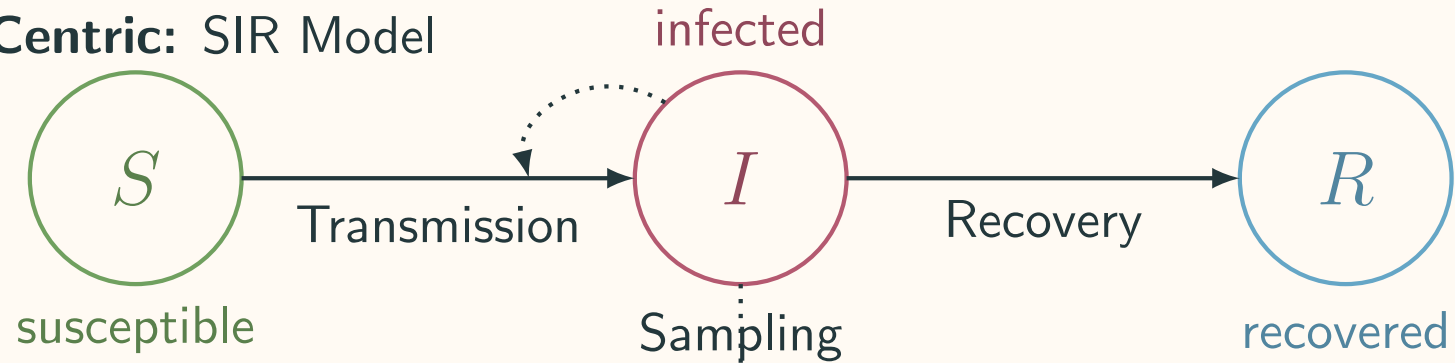 Centric: SIR Model
infected
S
I
R
Transmission
Recovery
susceptible
Sampling
recovered